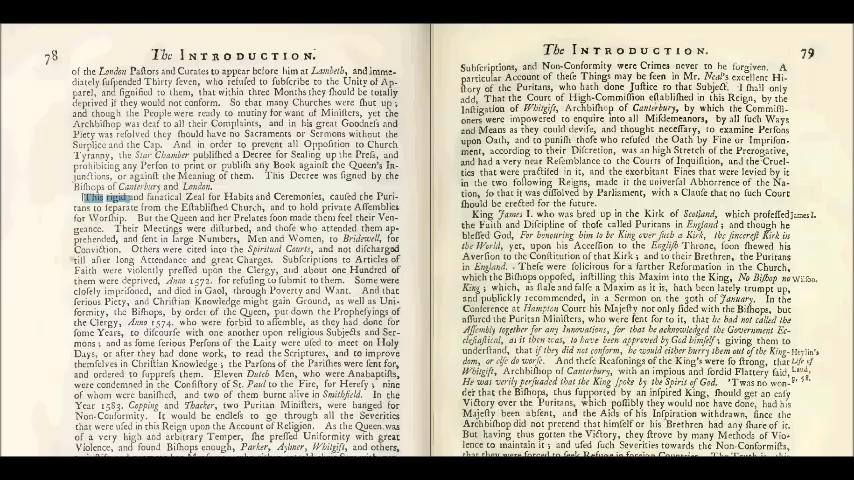 78
The INTRODUCTION.
of the London Pastors and Curates to appear before him at Lambeth, and imme-
diately suspended Thirty seven, who refused to subscribe to the Unity of Ap-
parel, and signified to them, that within three Months they should be totally
deprived if they would not conform. So that many Churches were shut up;
and though the People were ready to mutiny for want of Ministers, yet the
Archbishop was deaf to all their Complaints, and in his great Goodness and
Piety was resolved they should have no Sacraments or Sermons without the
Surplice and the Cap. And in order to prevent all Opposition to Church
Tyranny, the Star Chamber published a Decree for Sealing up the Press, and
prohibiting any Person to print or publish any Book against the Queen's In-
junctions, or against the Meaning of them. This Decree was signed by the
Bishops of Canterbury and London.
This rigid and fanatical Zeal for Habits and Ceremonies, caused the Puri-
tans to separate from the Established Church, and to hold private Assemblies
for Worship. But the Queen and her Prelates soon made them feel their Ven-
geance. Their Meetings were disturbed, and those who attended them ap-
prehended, and sent in large Numbers, Men and Women, to Bridewell, for
Conviction. Others were cited into the Spiritual Courts, and not discharged
till after long Attendance and great Charges. Subscriptions to Articles of
Faith were violently pressed upon the Clergy, and about one Hundred of
them were deprived, Anno 1572. for refusing to submit to them. Some were
closely imprisoned, and died in Gaol, through Poverty and Want. And that
serious Piety, and Christian Knowledge might gain Ground, as well as Uni-
formity, the Bishops, by order of the Queen, put down the Prophesyings of
the Clergy, Anno 1574. who were forbid to assemble, as they had done for
some Years, to discourse with one another upon religious Subjects and Ser-
mons; and as some serious Persons of the Laity were used to meet on Holy
Days, or after they had done work, to read the Scriptures, and to improve
themselves in Christian Knowledge; the Parsons of the Parishes were sent for,
and ordered to suppress them. Eleven Dutch Men, who were Anabaptists,
were condemned in the Consistory of St. Paul to the Fire, for Heresy; nine
of whom were banished, and two of them burnt alive in Smithfield. In the
Year 1583. Copping and Thacker, two Puritan Ministers, were hanged for
Non-Conformity. It would be endless to go through all the Severities
that were used in this Reign upon the Account of Religion. As the Queen was
of a very high and arbitrary Temper, she pressed Uniformity with great
Violence, and found Bishops enough, Parker, Aylmer, Whitgift, and others,
The INTRODUCTION.
79
Subscriptions, and Non-Conformity were Crimes never to be forgiven. A
particular Account of these Things may be seen in Mr. Neal's excellent Hi-
story of the Puritans, who hath done Justice to that Subject. I shall only
add, That the Court of High-Commission established in this Reign, by the
Instigation of Whitgift, Archbishop of Canterbury, by which the Commissi-
oners were impowered to enquire into all Misdemeanors, by all such Ways
and Means as they could devise, and thought necessary, to examine Persons
upon Oath, and to punish those who refused the Oath by Fine or Imprison-
ment, according to their Discretion, was an high Stretch of the Prerogative,
and had a very near Resemblance to the Courts of Inquisition, and the Cruel-
ties that were practised in it, and the exorbitant Fines that were levied by it
in the two following Reigns, made it the universal Abhorrence of the Na-
tion, so that it was dissolved by Parliament, with a Clause that no such Court
should be erected for the future.
King James I. who was bred up in the Kirk of Scotland, which professed James I.
the Faith and Discipline of those called Puritans in England; and though he
blessed God, For honouring him to be King over such a Kirk, the sincerest Kirk in
the World, yet, upon his Accession to the English Throne, soon shewed his
Aversion to the Constitution of that Kirk; and to their Brethren, the Puritans
in England. These were solicitous for a farther Reformation in the Church,
which the Bishops opposed, instilling this Maxim into the King, No Bishop no Wilson.
King; which, as stale and false a Maxim as it is, hath been lately trumpt up,
and publickly recommended, in a Sermon on the 30th of January. In the
Conference at Hampton Court his Majesty not only sided with the Bishops, but
assured the Puritan Ministers, who were sent for to it, that he had not called the
Assembly together for any Innovations, for that he acknowledged the Government Ec-
clesiastical, as it then was, to have been approved by God himself; giving them to
understand, that if they did not conform, he would either hurry them out of the King- Heylin's
dom, or else do worse. And these Reasonings of the King's were so strong, that Life of
Whitgift, Archbishop of Canterbury, with an impious and sordid Flattery said, Laud,
He was verily persuaded that the King spoke by the Spirit of God. 'Twas no won- p. 58.
der that the Bishops, thus supported by an inspired King, should get an easy
Victory over the Puritans, which possibly they would not have done, had his
Majesty been absent, and the Aids of his Inspiration withdrawn, since the
Archbishop did not pretend that himself or his Brethren had any share of it.
But having thus gotten the Victory, they strove by many Methods of Vio-
lence to maintain it; and used such Severities towards the Non-Conformists,
that they were forced to seek Refuge in foreign Countries. The Truth is, this